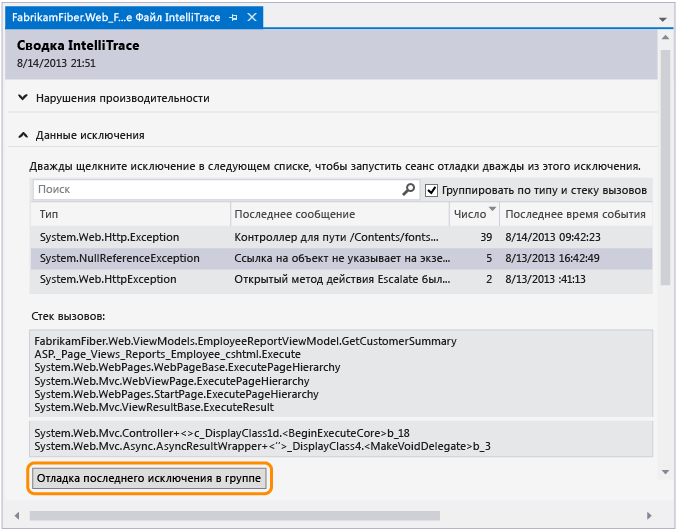 FabrikamFiber.Web_F...e Файл IntelliTrace
Сводка IntelliTrace
8/14/2013 21:51
Нарушения производительности
Данные исключения
Дважды щелкните исключение в следующем списке, чтобы запустить сеанс отладки дважды из этого исключения.
Поиск Группировать по типу и стеку вызовов
Тип Последнее сообщение Число Последнее время события
System.Web.Http.Exception Контроллер для пути /Contents/fonts... 39 8/14/2013 09:42:23
System.NullReferenceException Ссылка на объект не указывает на экзе... 5 8/13/2013 16:42:49
System.Web.HttpException Открытый метод действия Escalate был... 2 8/13/2013 :41:13
Стек вызовов:
FabrikamFiber.Web.ViewModels.EmployeeReportViewModel.GetCustomerSummary
ASP._Page_Views_Reports_Employee_cshtml.Execute
System.Web.WebPages.WebPageBase.ExecutePageHierarchy
System.Web.Mvc.WebViewPage.ExecutePageHierarchy
System.Web.WebPages.StartPage.ExecutePageHierarchy
System.Web.Mvc.ViewResultBase.ExecuteResult
System.Web.Mvc.Controller+<>c_DisplayClass1d.<BeginExecuteCore>b_18
System.Web.Mvc.Async.AsyncResultWrapper+<¨>_DisplayClass4.<MakeVoidDelegate>b_3
Отладка последнего исключения в группе